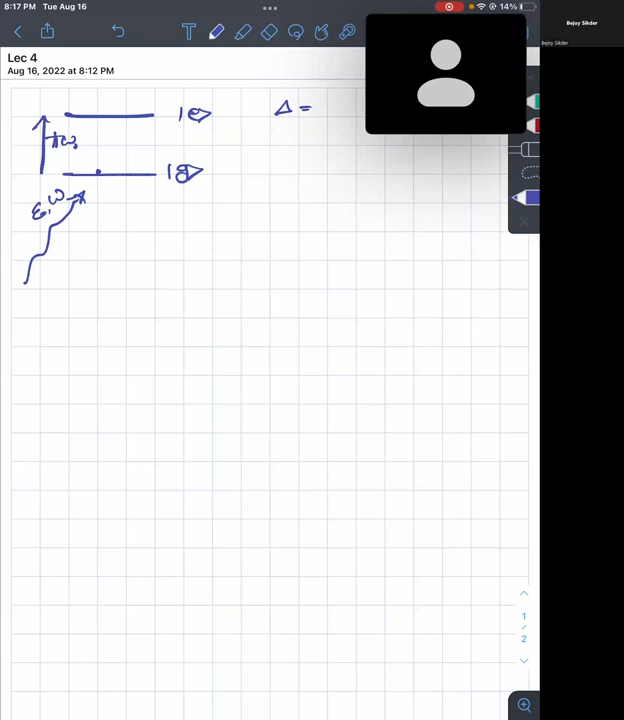 8:17 PM Tue Aug 16
14%
Bejoy Sikder
Bejoy Sikder
T
Lec 4
Aug 16, 2022 at 8:12 PM
|e>
Δ =
ħω₀
|g>
ε, ω
1
2